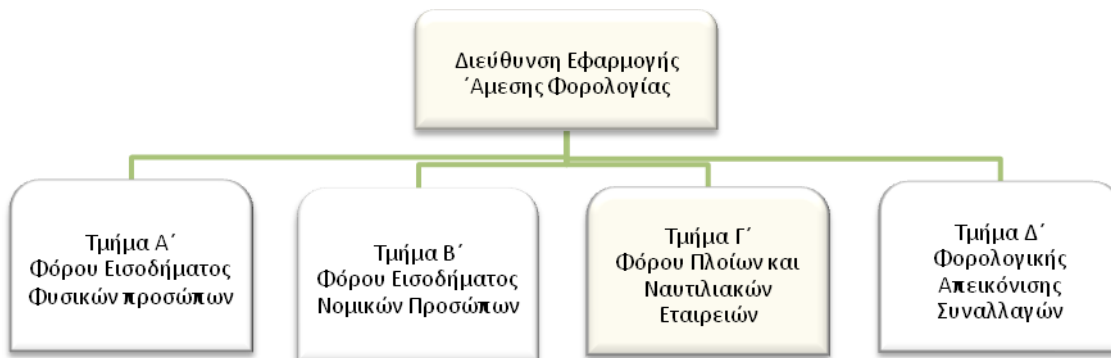 Διεύθυνση Εφαρμογής
΄Αμεσης Φορολογίας
Τμήμα Α΄
Φόρου Εισοδήματος
Φυσικών προσώπων
Τμήμα Β΄
Φόρου Εισοδήματος
Νομικών Προσώπων
Τμήμα Γ΄
Φόρου Πλοίων και
Ναυτιλιακών
Εταιρειών
Τμήμα Δ΄
Φορολογικής
Απεικόνισης
Συναλλαγών